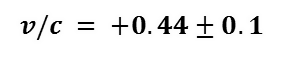 v/c = +0.44 ± 0.1